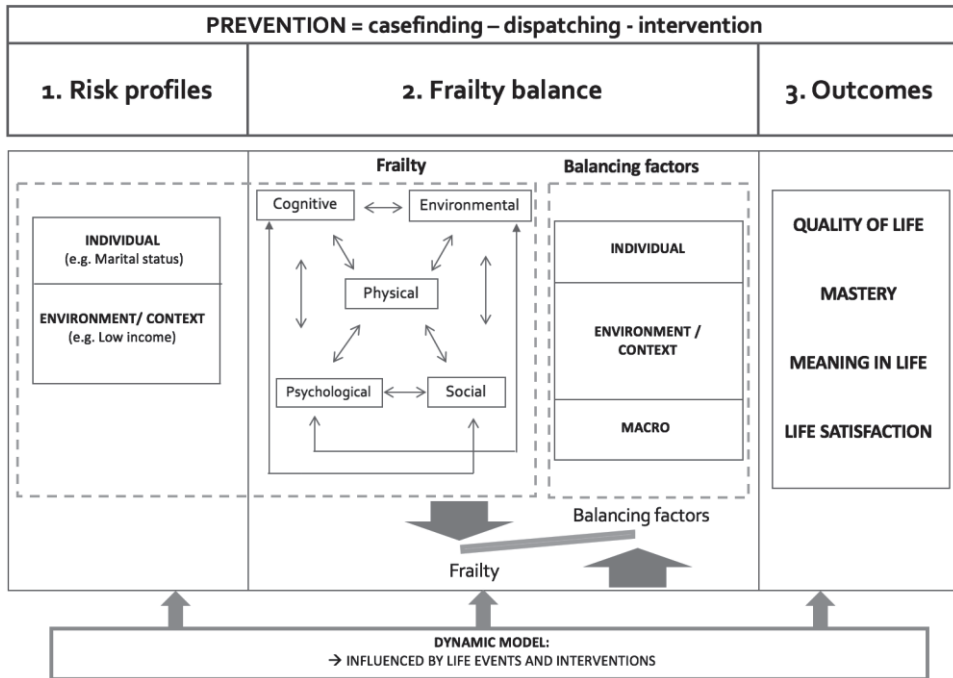 PREVENTION = casefinding – dispatching - intervention
1. Risk profiles
2. Frailty balance
3. Outcomes
Frailty
Balancing factors
Cognitive
Environmental
Physical
Psychological
Social
INDIVIDUAL
(e.g. Marital status)
ENVIRONMENT/ CONTEXT
(e.g. Low income)
INDIVIDUAL
ENVIRONMENT /
CONTEXT
MACRO
QUALITY OF LIFE
MASTERY
MEANING IN LIFE
LIFE SATISFACTION
Balancing factors
Frailty
DYNAMIC MODEL:
→ INFLUENCED BY LIFE EVENTS AND INTERVENTIONS